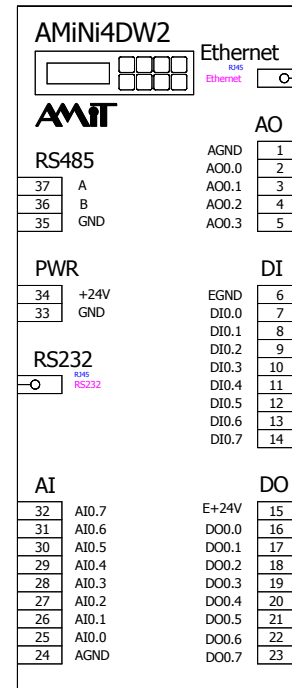 AMiNi4DW2
Ethernet
RJ45
Ethernet
AMiT
AO
AGND 1
AO0.0 2
AO0.1 3
AO0.2 4
AO0.3 5
RS485
37 A
36 B
35 GND
PWR
34 +24V
33 GND
DI
EGND 6
DI0.0 7
DI0.1 8
DI0.2 9
DI0.3 10
DI0.4 11
DI0.5 12
DI0.6 13
DI0.7 14
RS232
RJ45
RS232
AI
32 AI0.7
31 AI0.6
30 AI0.5
29 AI0.4
28 AI0.3
27 AI0.2
26 AI0.1
25 AI0.0
24 AGND
DO
E+24V 15
DO0.0 16
DO0.1 17
DO0.2 18
DO0.3 19
DO0.4 20
DO0.5 21
DO0.6 22
DO0.7 23